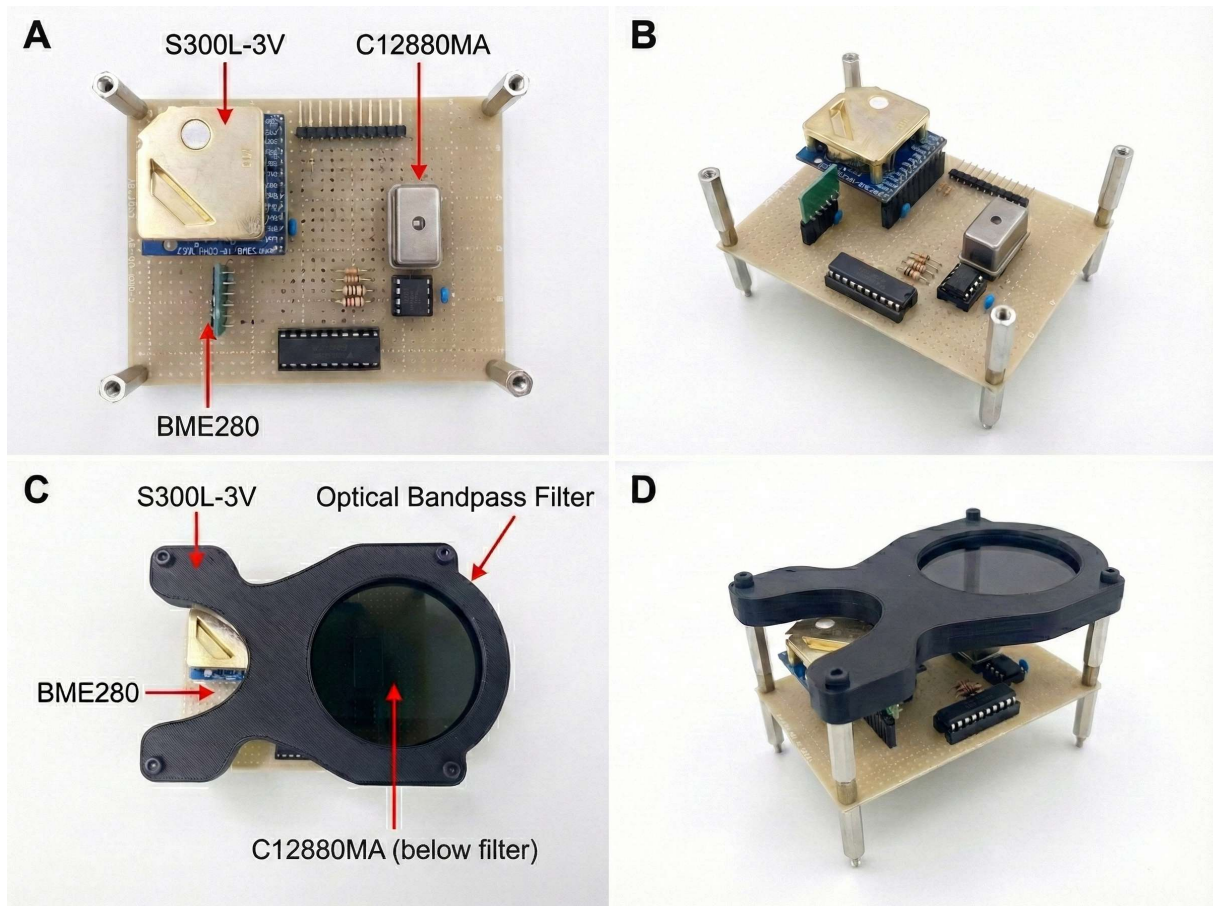 A
S300L-3V
C12880MA
BME280
B
C
S300L-3V
Optical Bandpass Filter
BME280
C12880MA (below filter)
D